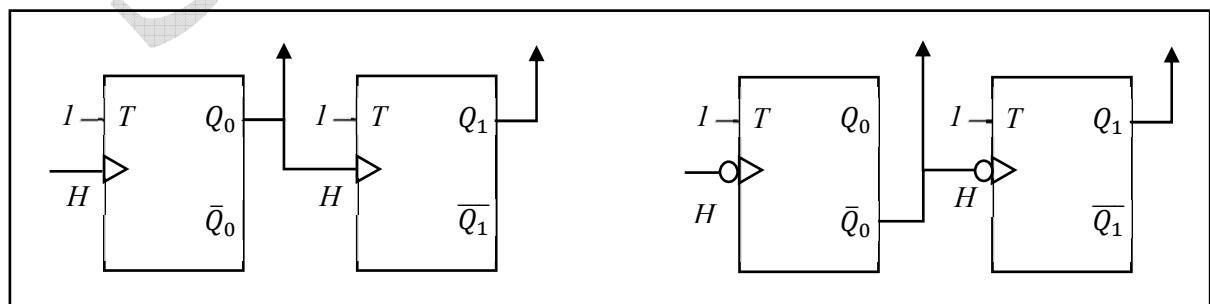 1 T Q₀ 1 T Q₁ 1 T Q₀ 1 T Q₁
H H H H
Q̄₀ Q̄₁ Q̄₀ Q̄₁